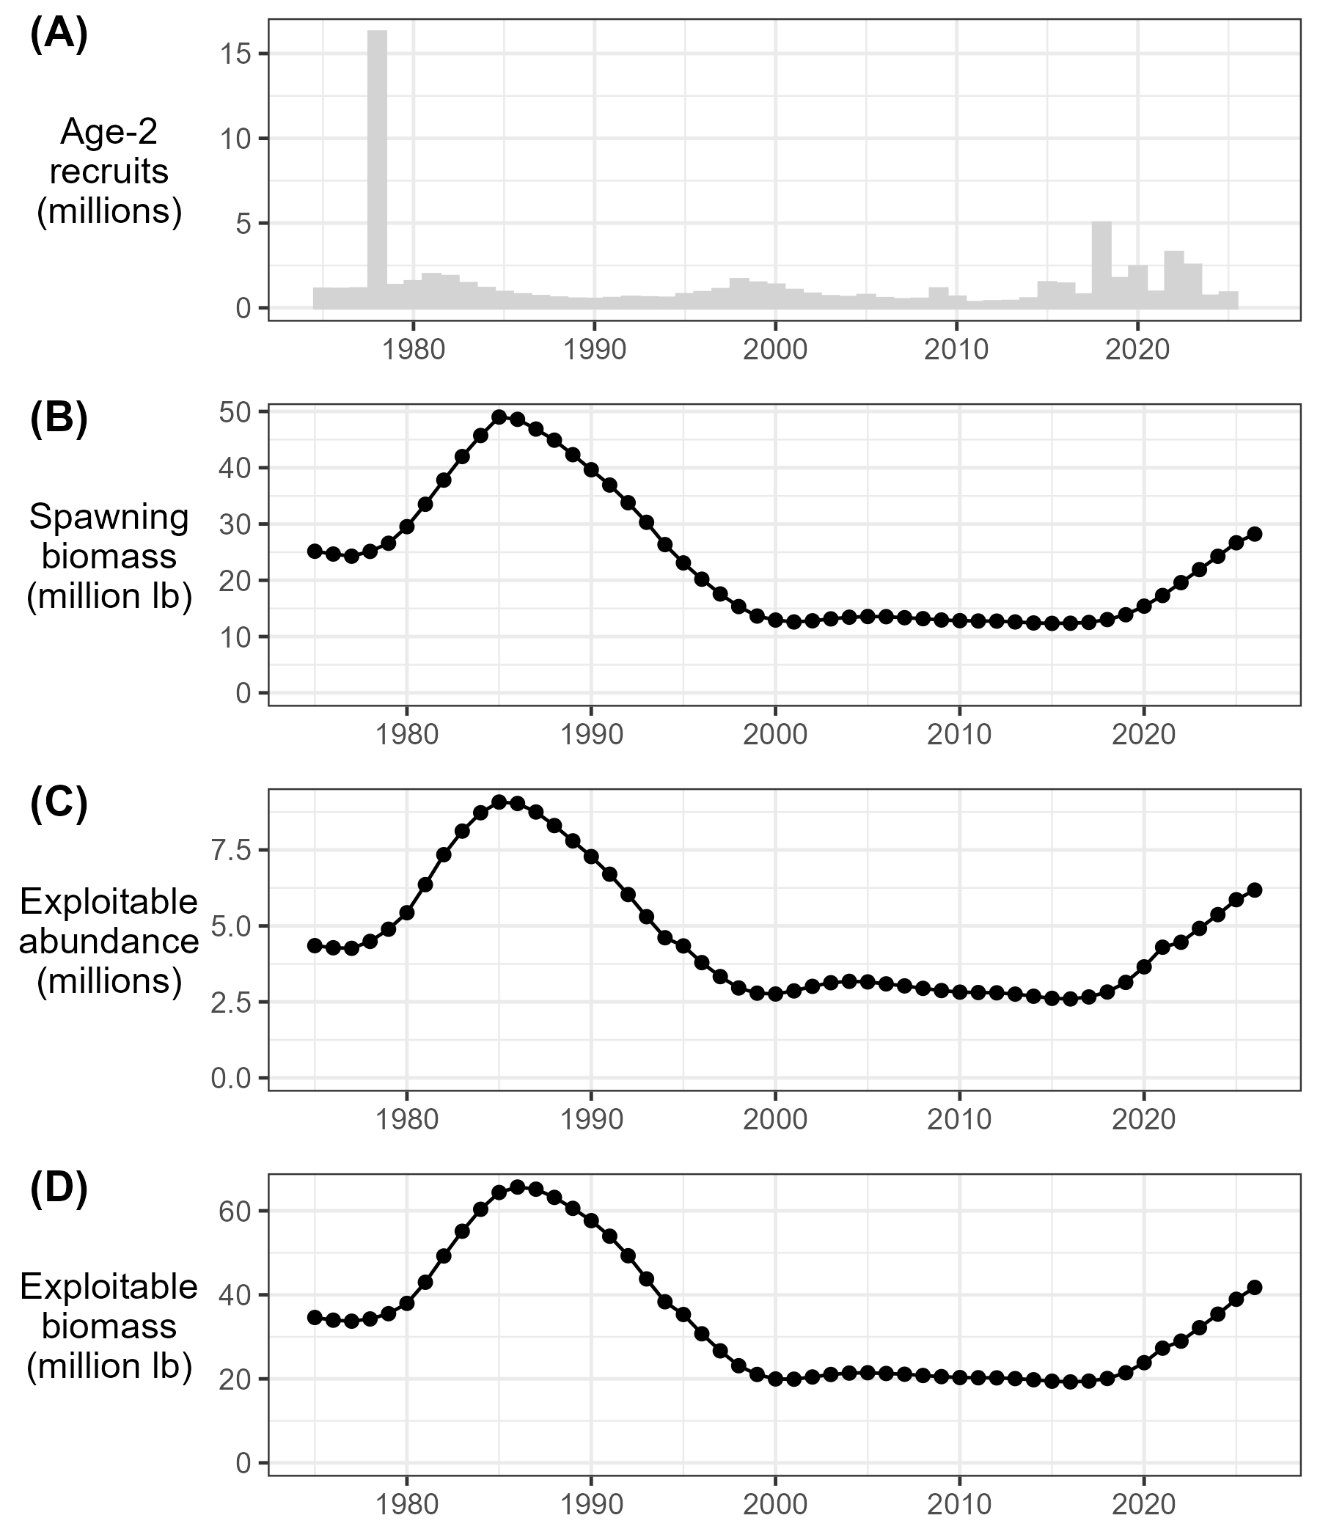 (A)
Age-2
recruits
(millions)
15
10
5
0
1980 1990 2000 2010 2020
(B)
Spawning
biomass
(million lb)
50
40
30
20
10
0
1980 1990 2000 2010 2020
(C)
Exploitable
abundance
(millions)
7.5
5.0
2.5
0.0
1980 1990 2000 2010 2020
(D)
Exploitable
biomass
(million lb)
60
40
20
0
1980 1990 2000 2010 2020